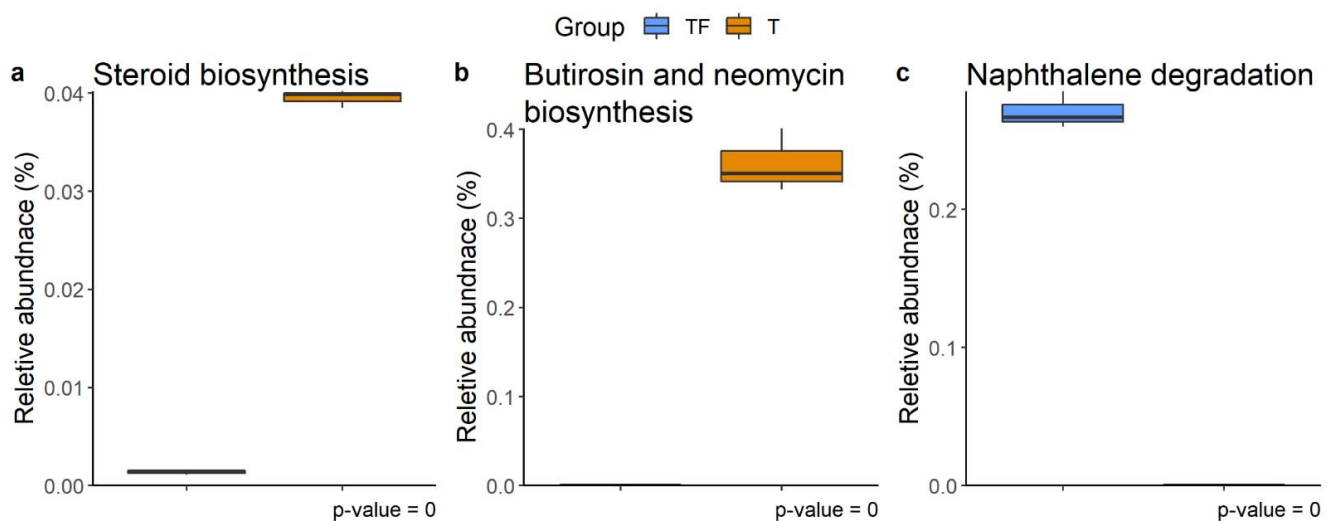 Group TF T
a Steroid biosynthesis
Reletive abundnace (%)
0.04
0.03
0.02
0.01
0.00
p-value = 0
b Butirosin and neomycin
biosynthesis
Reletive abundnace (%)
0.4
0.3
0.2
0.1
0.0
p-value = 0
c Naphthalene degradation
Reletive abundnace (%)
0.2
0.1
0.0
p-value = 0